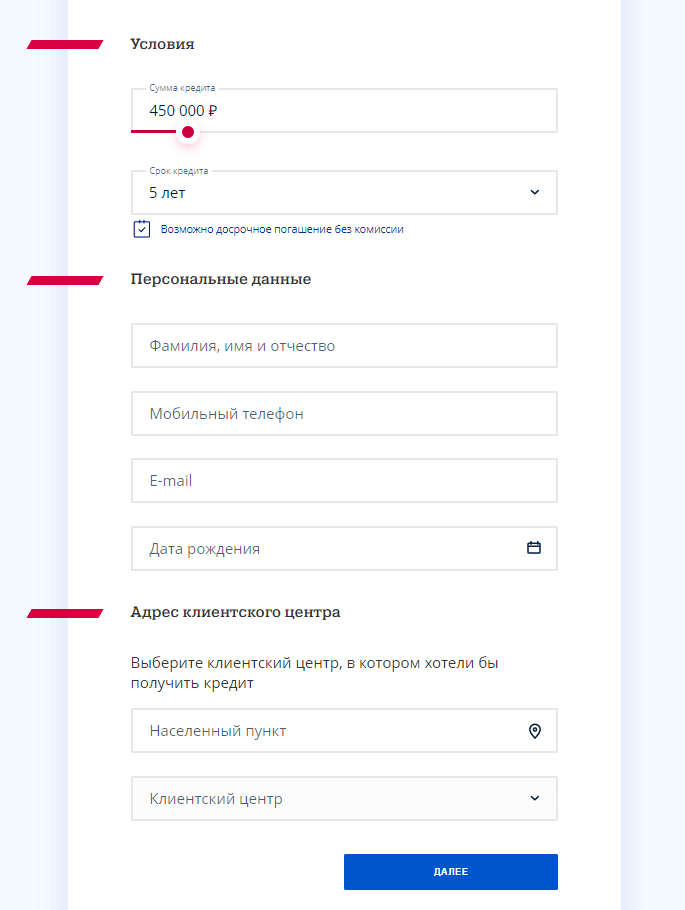 Условия
Сумма кредита
450 000 ₽
Срок кредита
5 лет
Возможно досрочное погашение без комиссии
Персональные данные
Фамилия, имя и отчество
Мобильный телефон
E-mail
Дата рождения
Адрес клиентского центра
Выберите клиентский центр, в котором хотели бы
получить кредит
Населенный пункт
Клиентский центр
ДАЛЕЕ